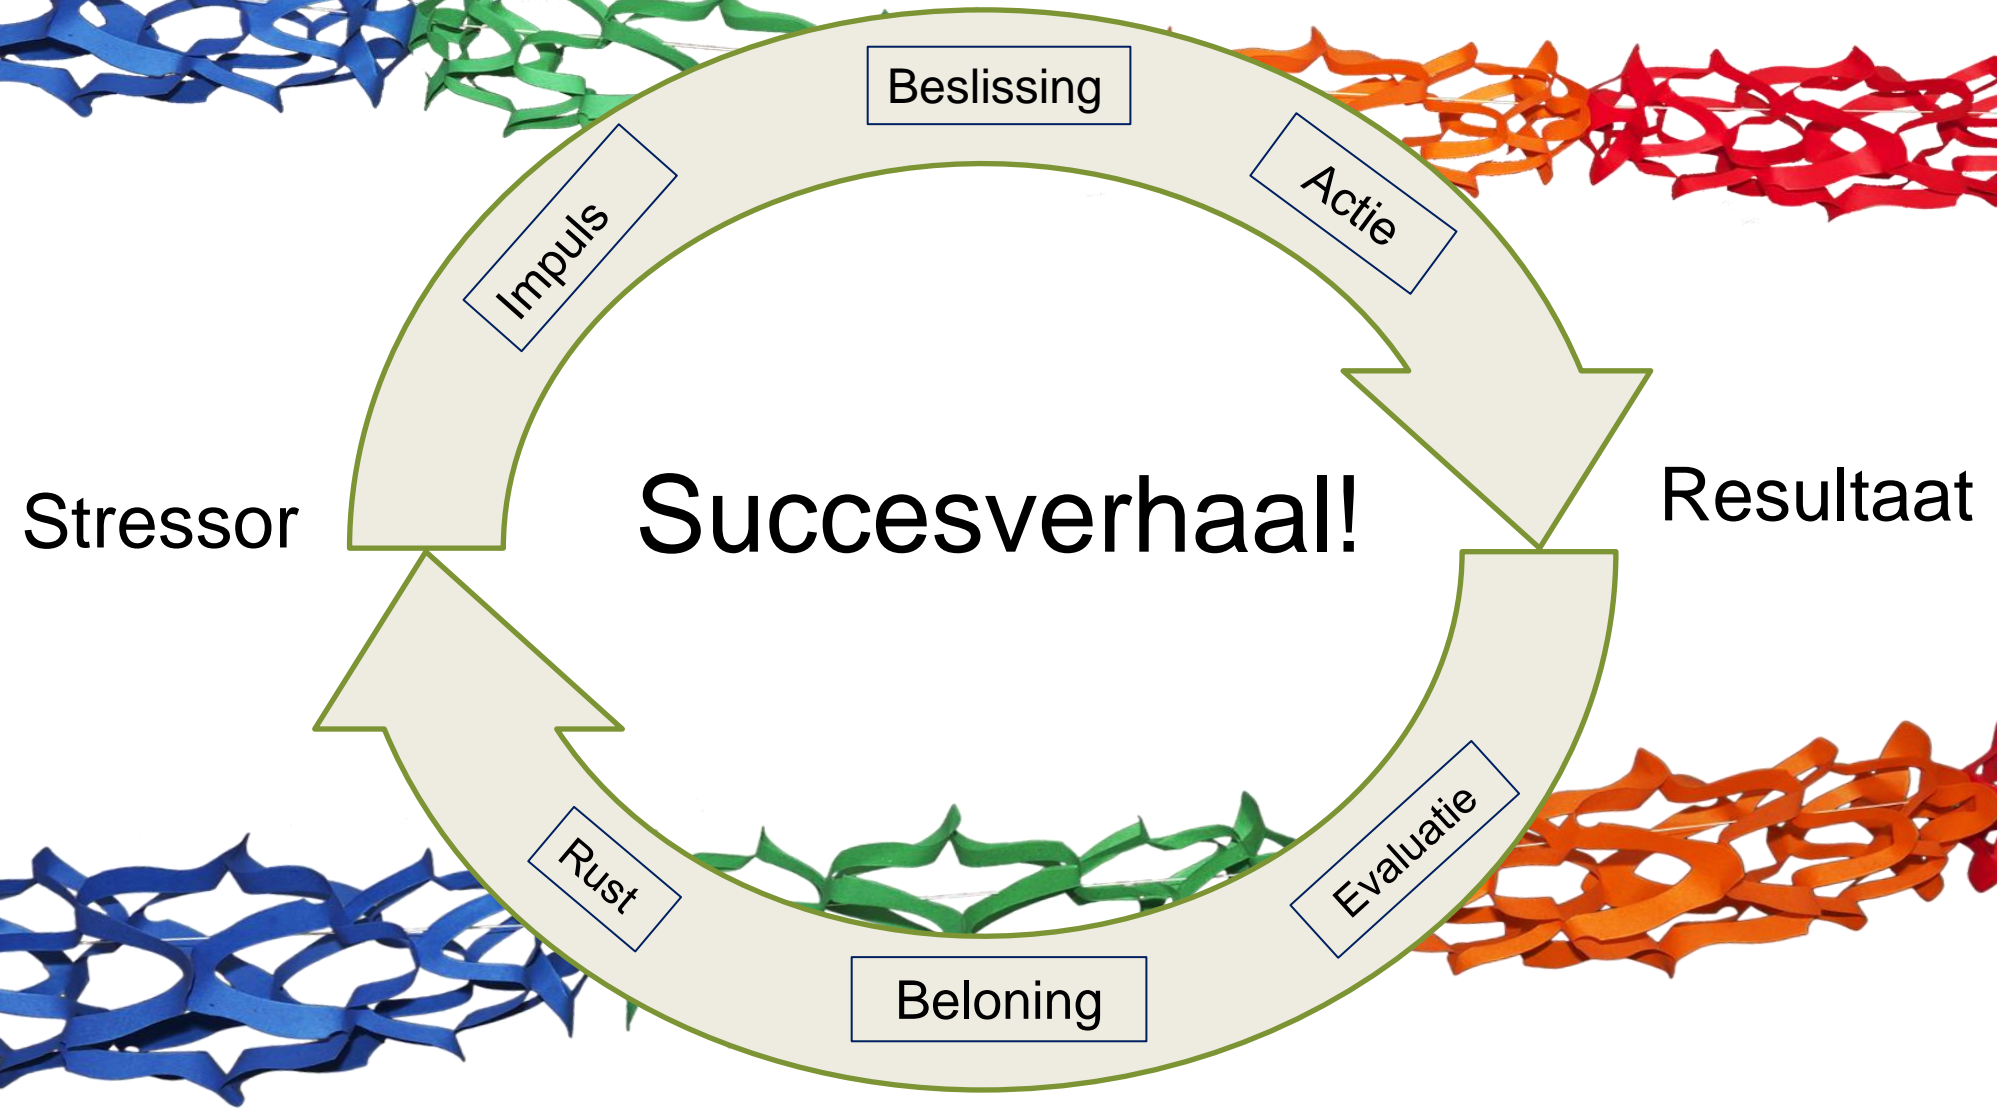 Beslissing
Actie
Impuls
Stressor
Succesverhaal!
Resultaat
Evaluatie
Rust
Beloning